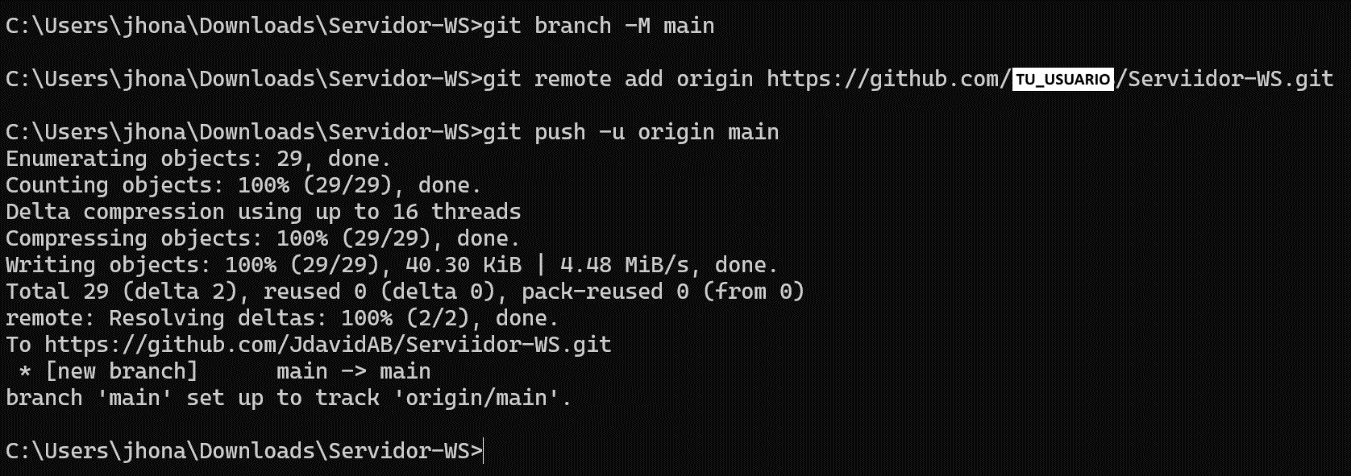 C:\Users\jhona\Downloads\Servidor-WS>git branch -M main
C:\Users\jhona\Downloads\Servidor-WS>git remote add origin https://github.com/TU_USUARIO/Serviidor-WS.git
C:\Users\jhona\Downloads\Servidor-WS>git push -u origin main
Enumerating objects: 29, done.
Counting objects: 100% (29/29), done.
Delta compression using up to 16 threads
Compressing objects: 100% (29/29), done.
Writing objects: 100% (29/29), 40.30 KiB | 4.48 MiB/s, done.
Total 29 (delta 2), reused 0 (delta 0), pack-reused 0 (from 0)
remote: Resolving deltas: 100% (2/2), done.
To https://github.com/JdavidAB/Serviidor-WS.git
 * [new branch]      main -> main
branch 'main' set up to track 'origin/main'.
C:\Users\jhona\Downloads\Servidor-WS>